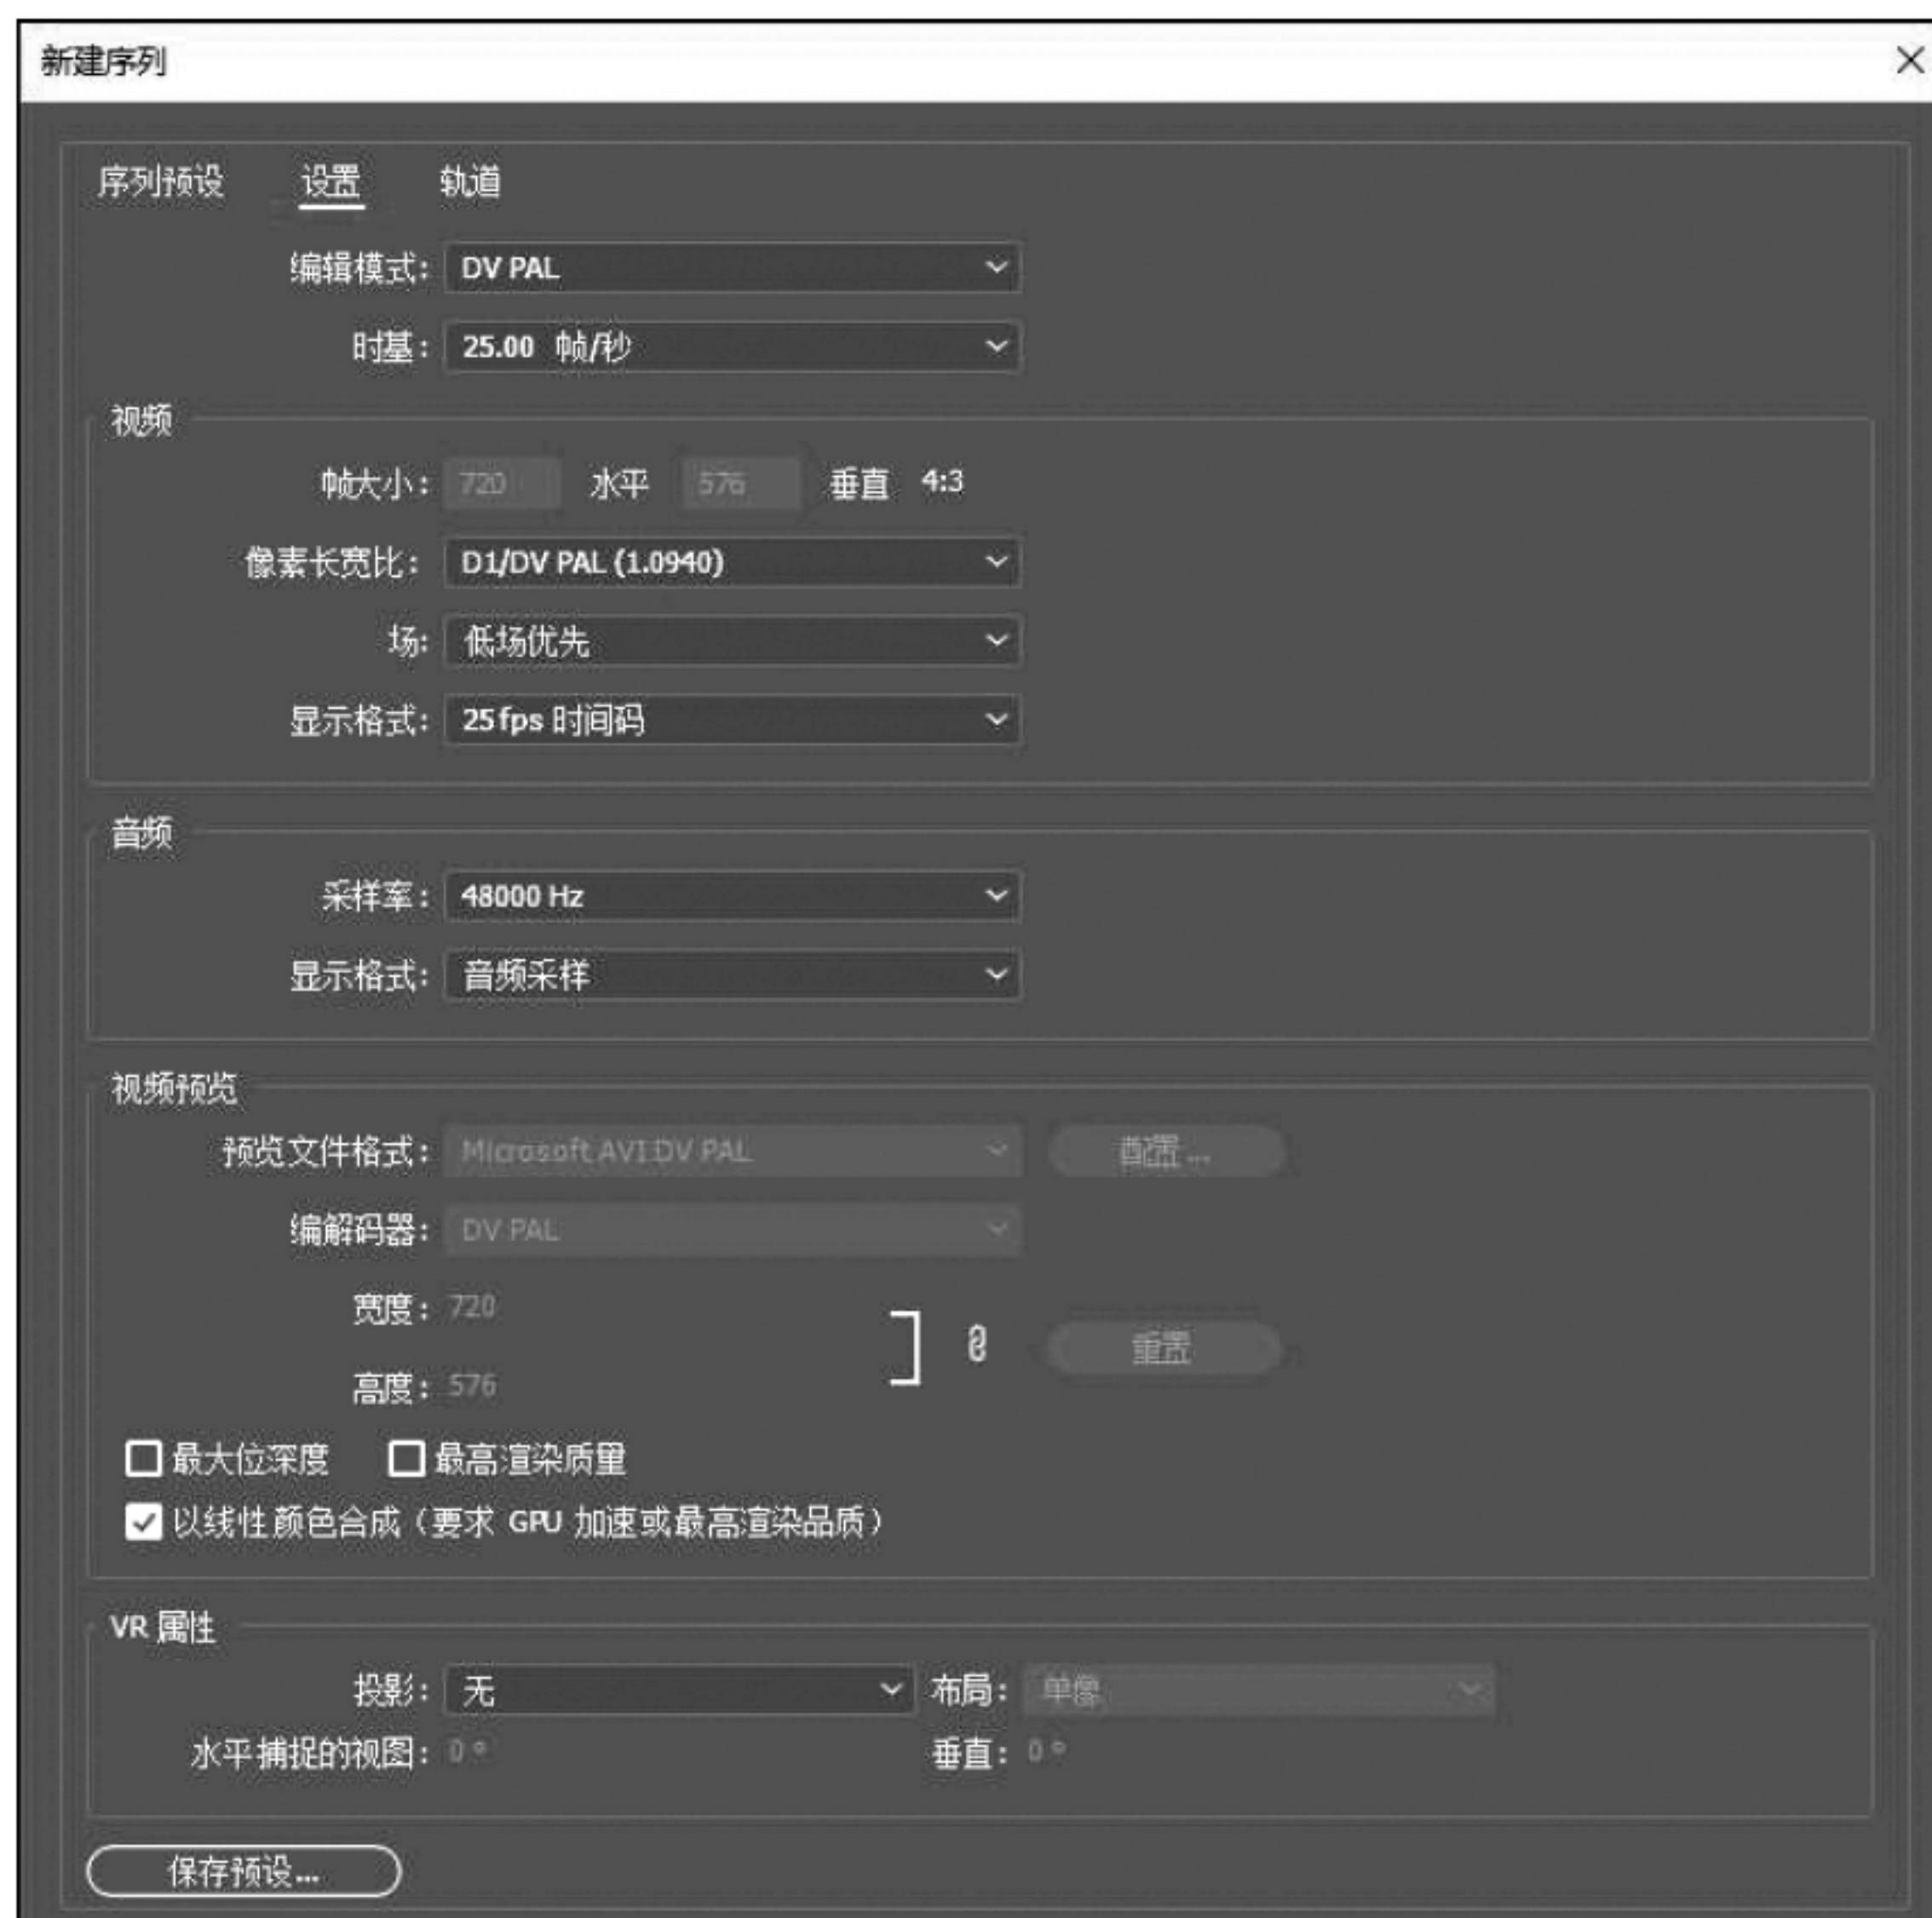 新建序列
序列预设 设置 轨道
编辑模式: DV PAL
时基: 25.00 帧/秒
视频
帧大小: 720 水平 576 垂直 4:3
像素长宽比: D1/DV PAL (1.0940)
场: 低场优先
显示格式: 25fps 时间码
音频
采样率: 48000 Hz
显示格式: 音频采样
视频预览
预览文件格式: Microsoft AVI DV PAL 配置...
编解码器: DV PAL
宽度: 720
重置
高度: 576
最大位深度 最高渲染质量
以线性颜色合成（要求 GPU 加速或最高渲染品质）
VR 属性
投影: 无 布局: 单像
水平捕捉的视图: 0° 垂直: 0°
保存预设...